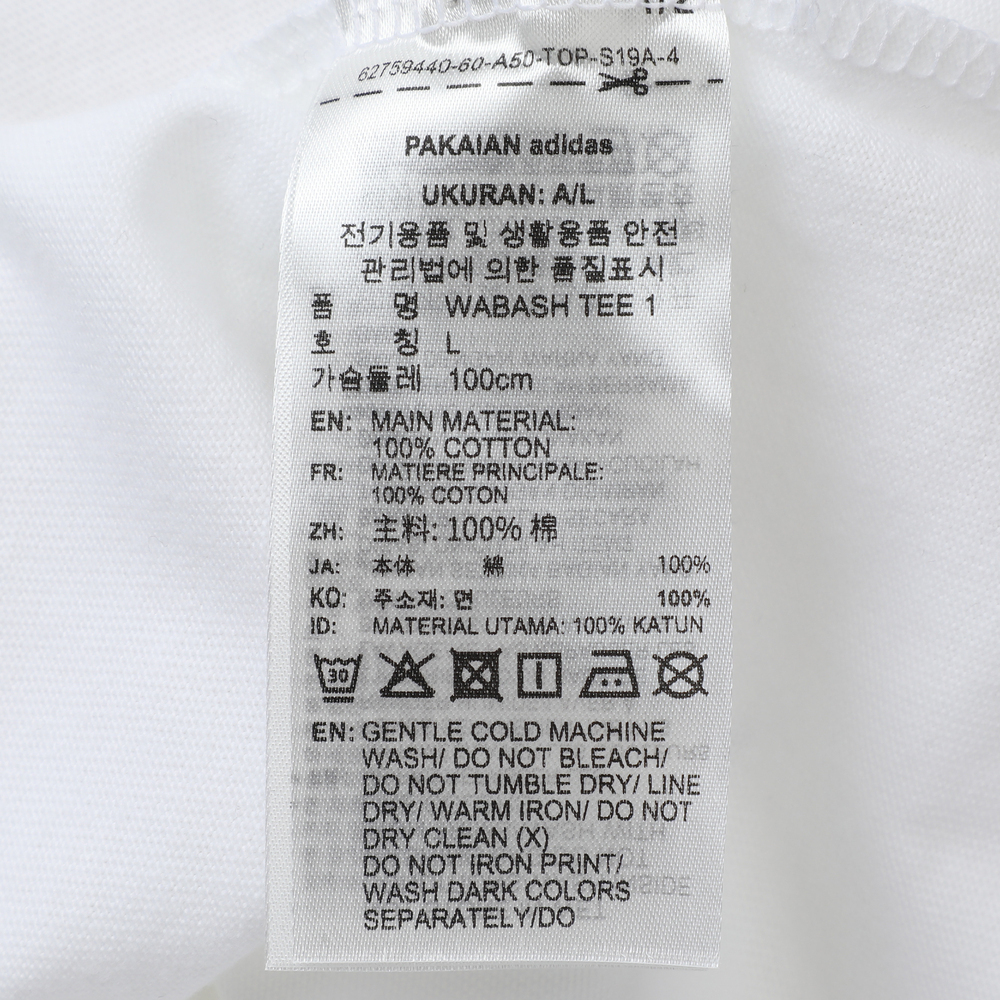 62759440-60-A50-TOP-S19A-4
PAKAIAN adidas
UKURAN: A/L
전기용품 및 생활용품 안전
관리법에 의한 품질표시
품 명 WABASH TEE 1
호 칭 L
가슴둘레 100cm
EN: MAIN MATERIAL:
100% COTTON
FR: MATIERE PRINCIPALE:
100% COTON
ZH: 主料: 100% 棉
JA: 本体 綿 100%
KO: 주소재: 면 100%
ID: MATERIAL UTAMA: 100% KATUN
30
EN: GENTLE COLD MACHINE
WASH/ DO NOT BLEACH/
DO NOT TUMBLE DRY/ LINE
DRY/ WARM IRON/ DO NOT
DRY CLEAN (X)
DO NOT IRON PRINT/
WASH DARK COLORS
SEPARATELY/DO